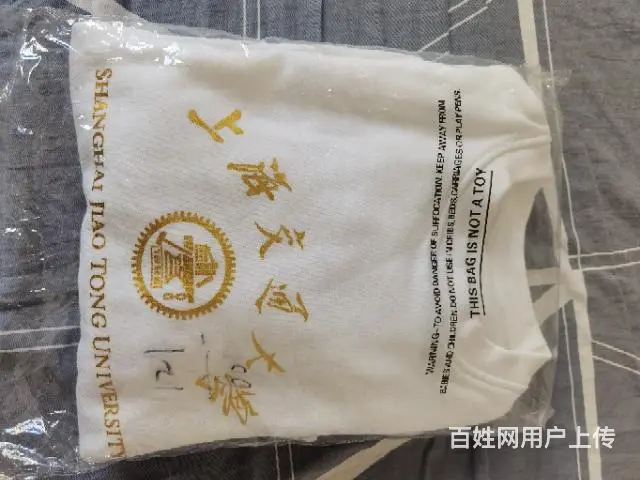 上海交通大学
SHANGHAI JIAO TONG UNIVERSITY
WARNING- TO AVOID DANGER OF SUFFOCATION. KEEP AWAY FROM
BABIES AND CHILDREN. DO NOT USE IN CRIBS, BEDS, CARRIAGES OR PLAY PENS.
THIS BAG IS NOT A TOY
百姓网用户上传